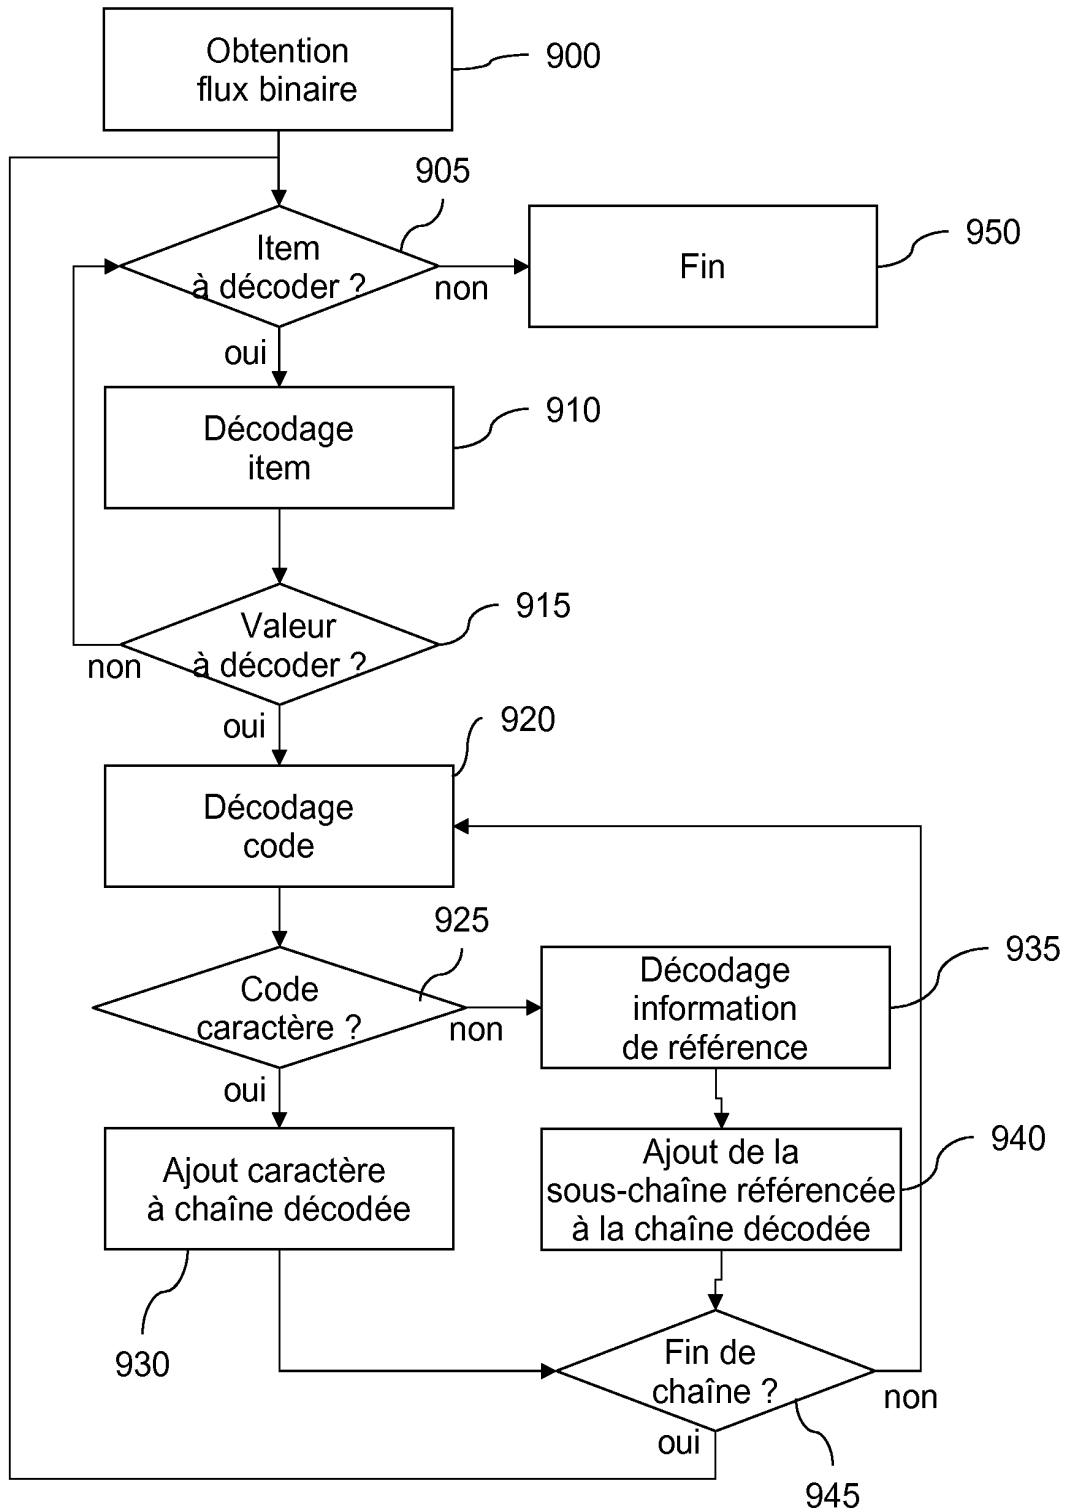 Obtention
flux binaire
900
905
Item
à décoder ?
non
Fin
950
oui
Décodage
item
910
Valeur
à décoder ?
915
non
oui
920
Décodage
code
925
Code
caractère ?
non
Décodage
information
de référence
935
oui
Ajout caractère
à chaîne décodée
930
Ajout de la
sous-chaîne référencée
à la chaîne décodée
940
Fin de
chaîne ?
non
oui
945